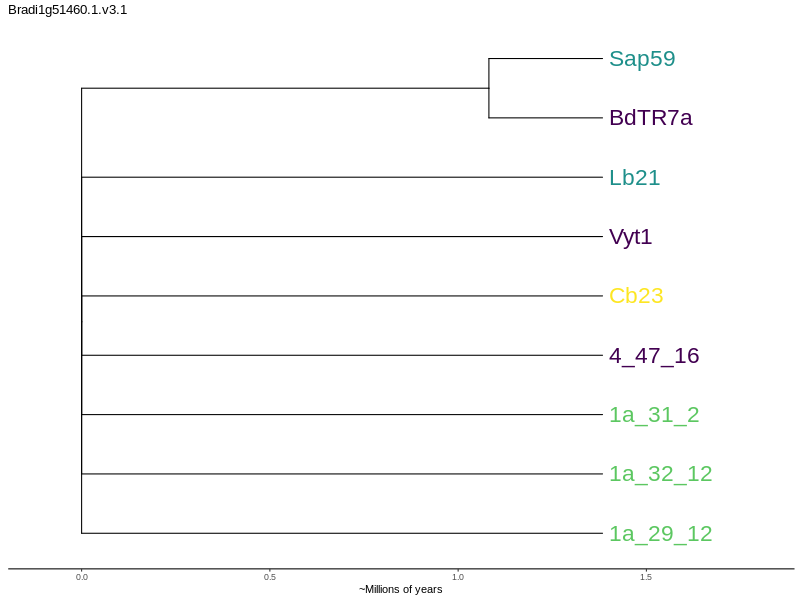 Bradi1g51460.1.v3.1
Sap59
BdTR7a
Lb21
Vyt1
Cb23
4_47_16
1a_31_2
1a_32_12
1a_29_12
0.0 0.5 1.0 1.5
~Millions of years